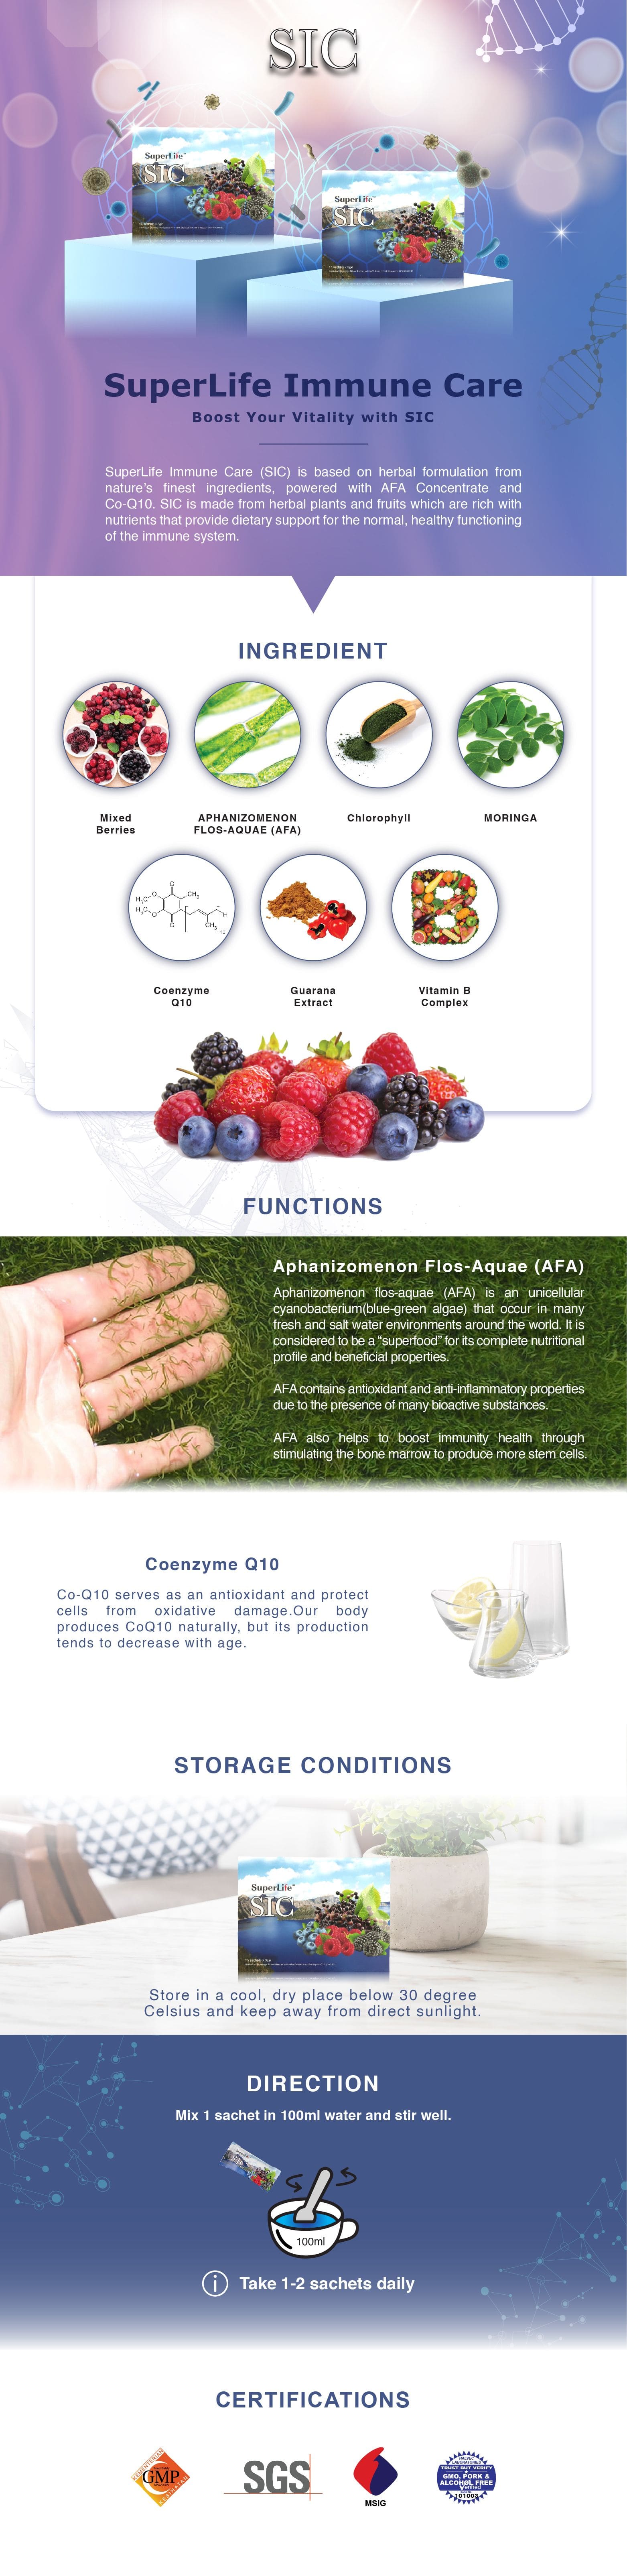 SIC
SuperLife™
SIC
SuperLife™
SIC
SuperLife Immune Care
Boost Your Vitality with SIC
SuperLife Immune Care (SIC) is based on herbal formulation from
nature's finest ingredients, powered with AFA Concentrate and
Co-Q10. SIC is made from herbal plants and fruits which are rich with
nutrients that provide dietary support for the normal, healthy functioning
of the immune system.
INGREDIENT
Mixed
Berries
APHANIZOMENON
FLOS-AQUAE (AFA)
Chlorophyll
MORINGA
Coenzyme
Q10
Guarana
Extract
Vitamin B
Complex
FUNCTIONS
Aphanizomenon Flos-Aquae (AFA)
Aphanizomenon flos-aquae (AFA) is an unicellular
cyanobacterium(blue-green algae) that occur in many
fresh and salt water environments around the world. It is
considered to be a "superfood" for its complete nutritional
profile and beneficial properties.
AFA contains antioxidant and anti-inflammatory properties
due to the presence of many bioactive substances.
AFA also helps to boost immunity health through
stimulating the bone marrow to produce more stem cells.
Coenzyme Q10
Co-Q10 serves as an antioxidant and protect
cells from oxidative damage.Our body
produces CoQ10 naturally, but its production
tends to decrease with age.
STORAGE CONDITIONS
SuperLife™
SIC
Store in a cool, dry place below 30 degree
Celsius and keep away from direct sunlight.
DIRECTION
Mix 1 sachet in 100ml water and stir well.
100ml
Take 1-2 sachets daily
CERTIFICATIONS
GMP
SGS
MSIG
TRUST BUT VERIFY
GMO, PORK &
ALCOHOL FREE
Verified
101003